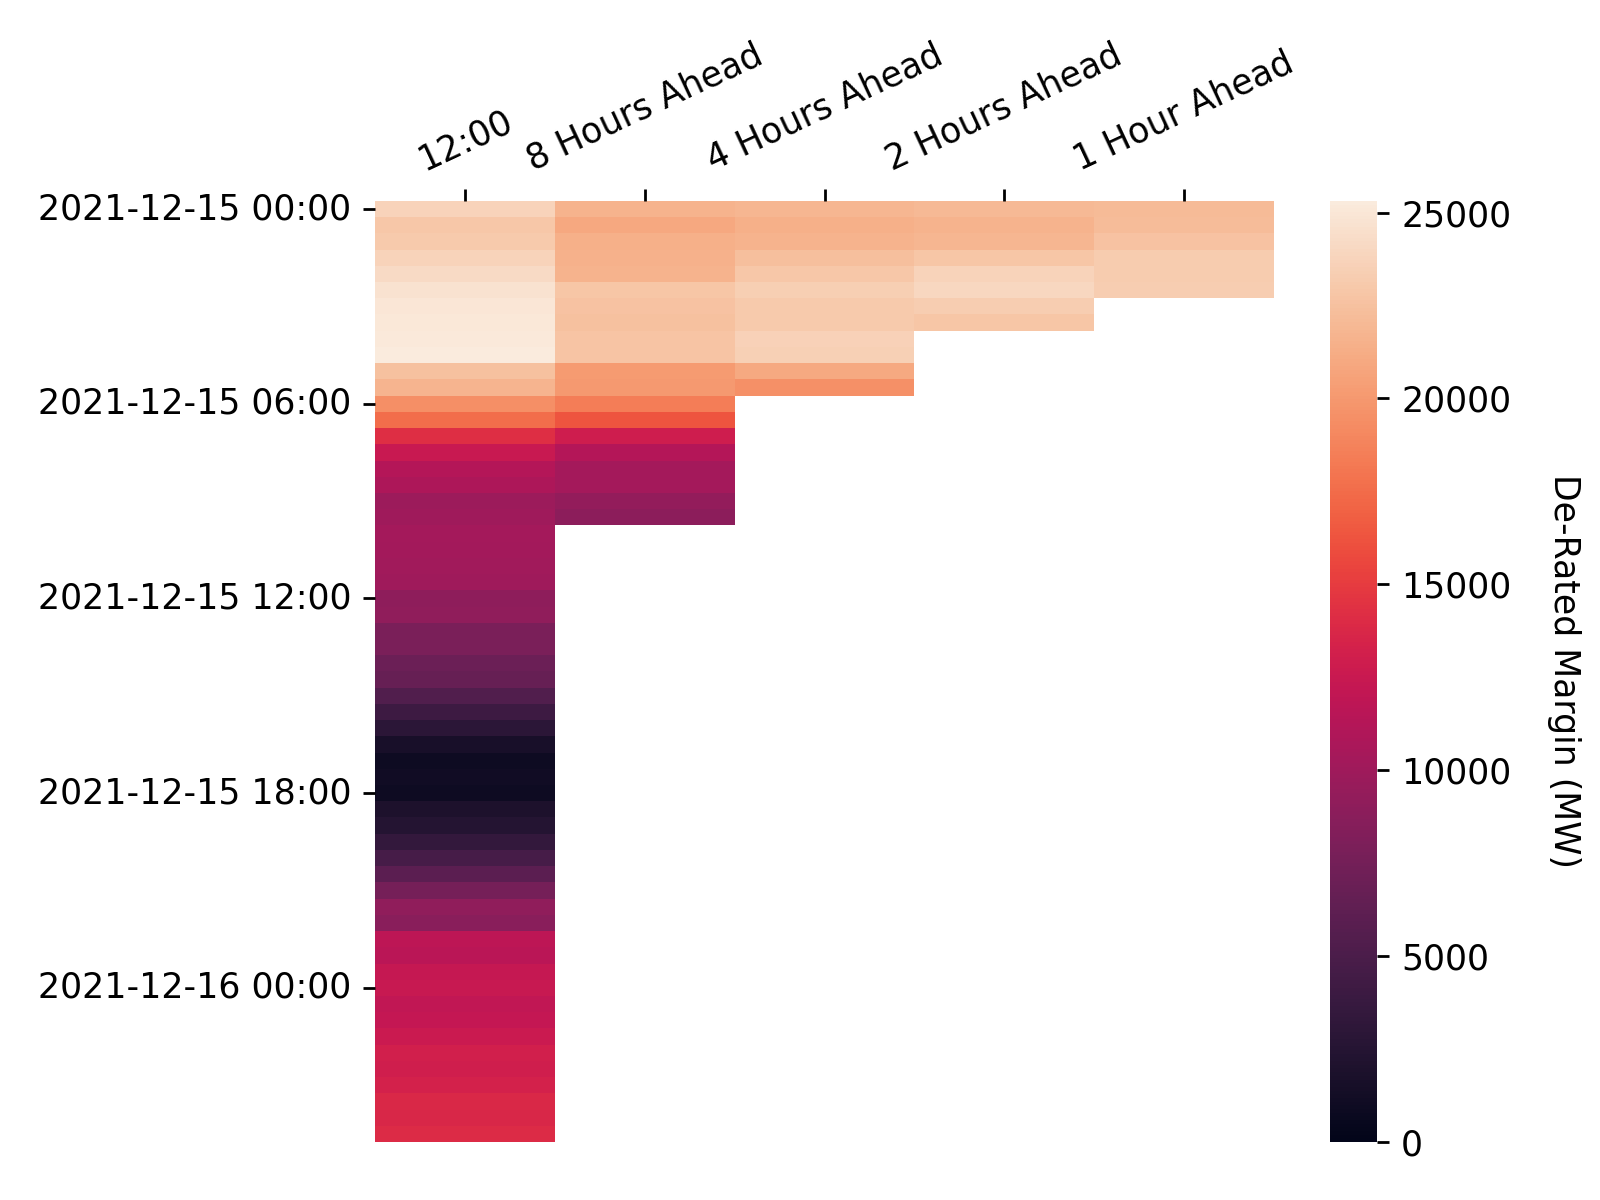 12:00
8 Hours Ahead
4 Hours Ahead
2 Hours Ahead
1 Hour Ahead
2021-12-15 00:00
2021-12-15 06:00
2021-12-15 12:00
2021-12-15 18:00
2021-12-16 00:00
25000
20000
15000
10000
5000
0
De-Rated Margin (MW)